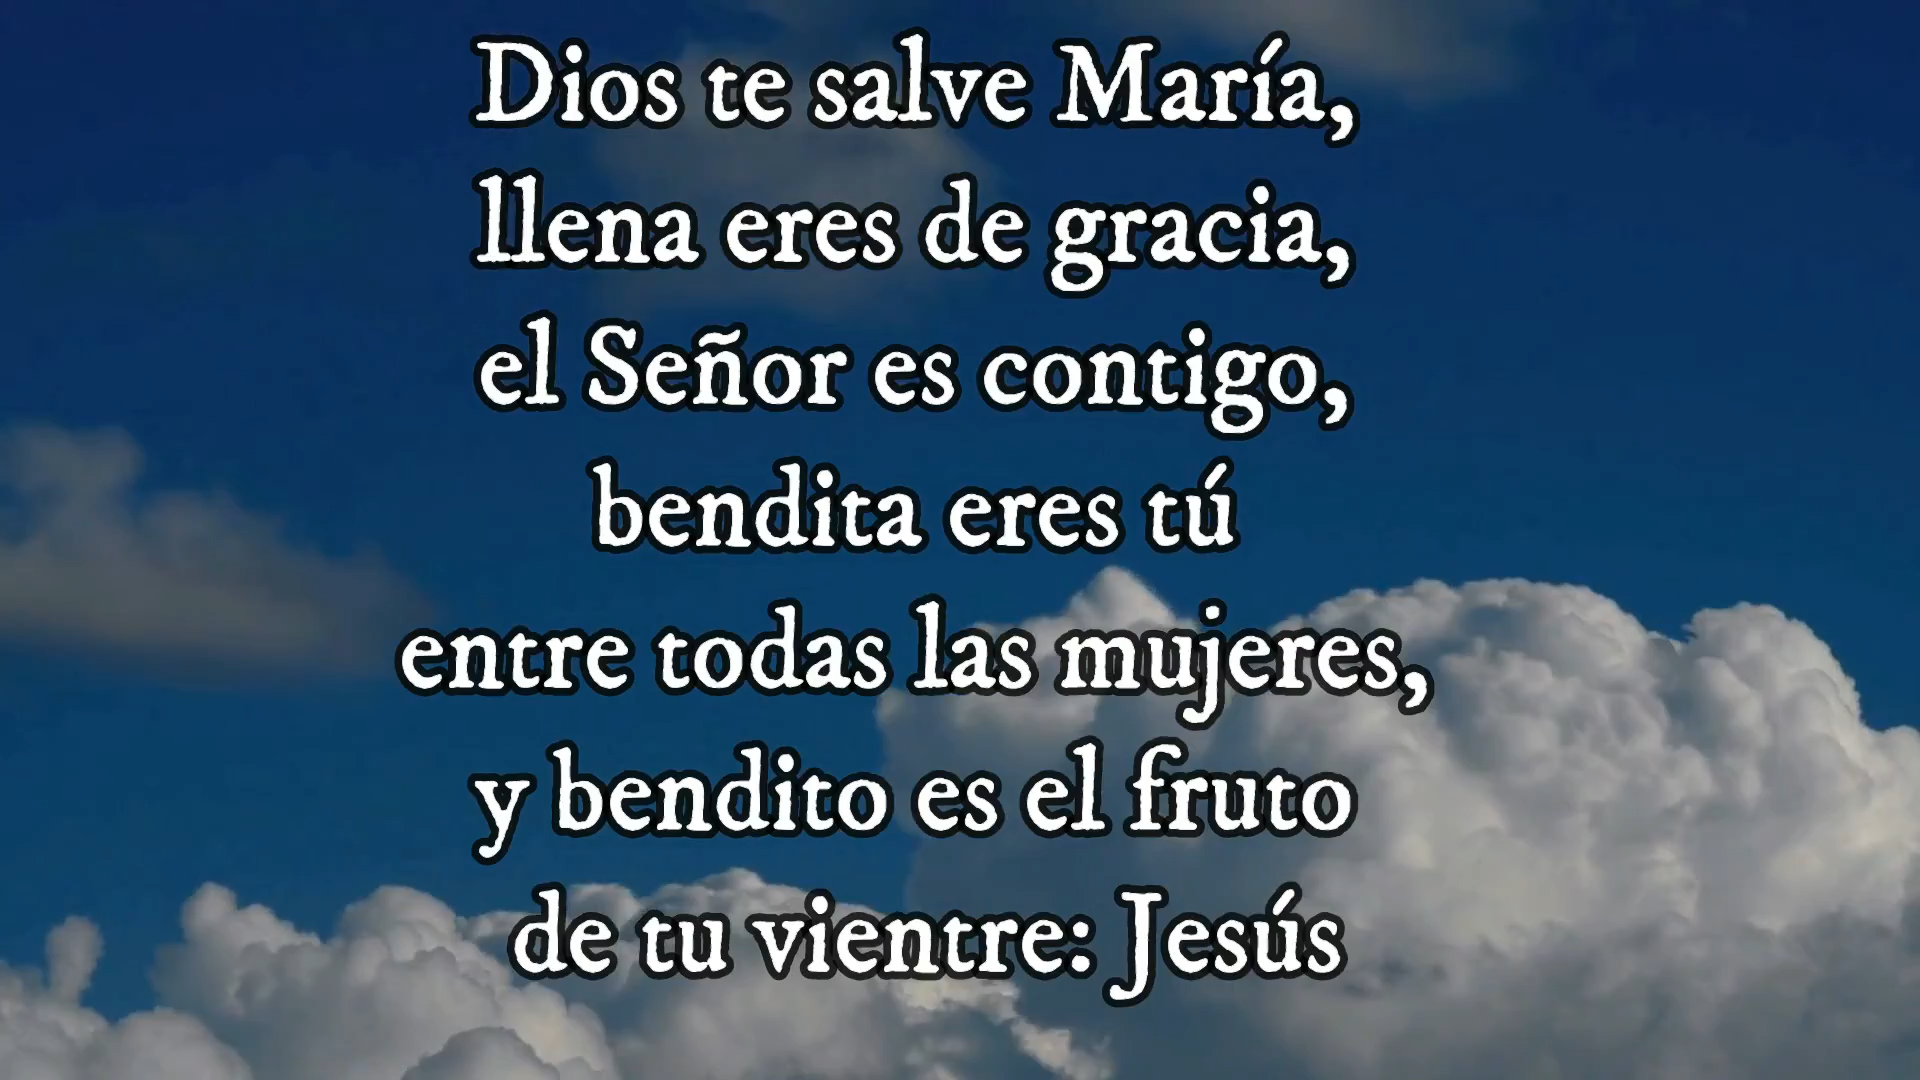 Dios te salve María,
llena eres de gracia,
el Señor es contigo,
bendita eres tú
entre todas las mujeres,
y bendito es el fruto
de tu vientre: Jesús